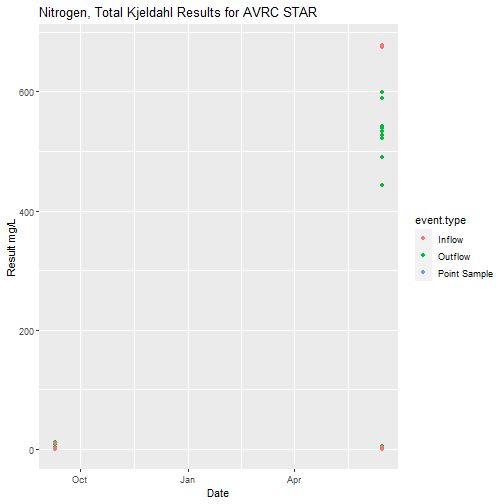 Nitrogen, Total Kjeldahl Results for AVRC STAR
600
400
200
0
Result mg/L
Oct
Jan
Apr
Date
event.type
Inflow
Outflow
Point Sample